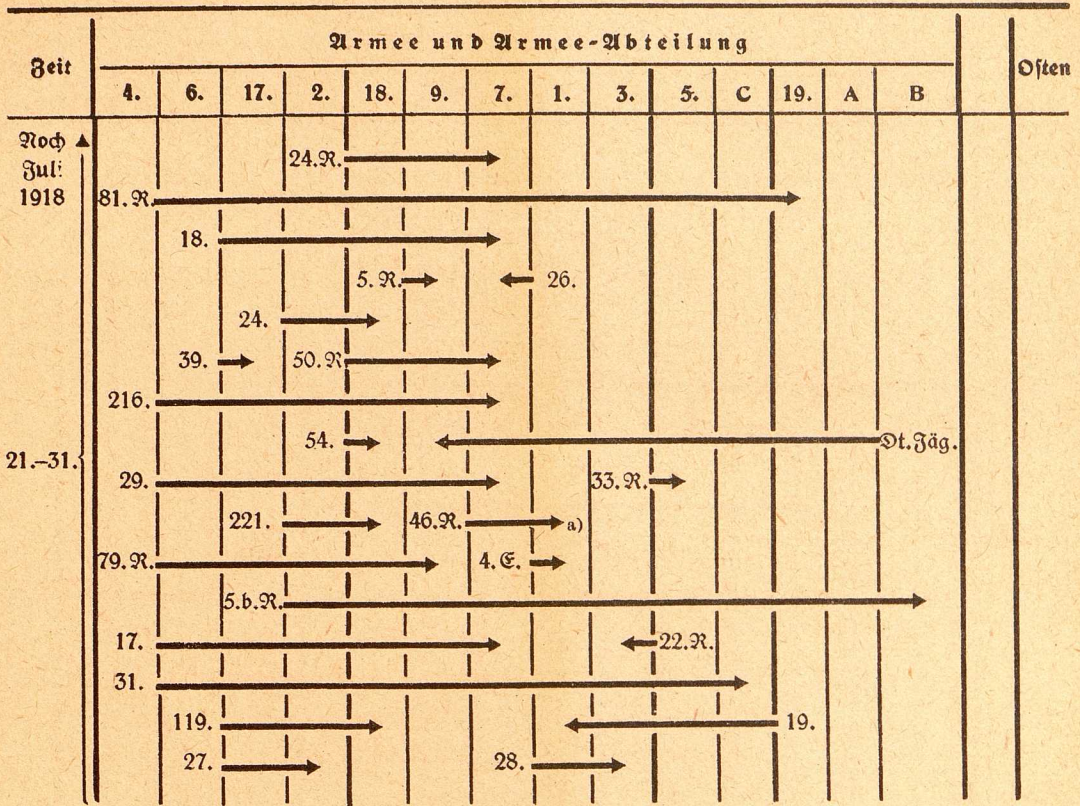 Armee und Armee-Abteilung
Zeit Osten
4. 6. 17. 2. 18. 9. 7. 1. 3. 5. C 19. A B
Noch
24.R.
Juli
1918 81.R.
18.
5.R. 26.
24.
39. 50.R
216.
54. Dt.Jäg.
21.–31.
29. 33.R.
221. 46.R. a)
79.R. 4.E.
5.b.R.
17. 22.R.
31.
119. 19.
27. 28.